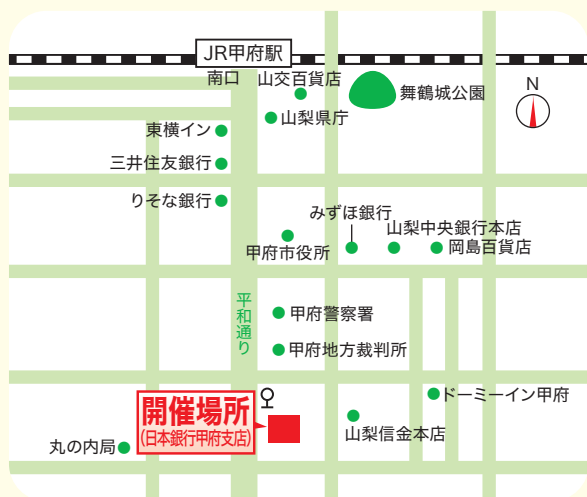 JR甲府駅
南口
山交百貨店
舞鶴城公園
N
山梨県庁
東横イン
三井住友銀行
りそな銀行
みずほ銀行
山梨中央銀行本店
岡島百貨店
甲府市役所
平和通り
甲府警察署
甲府地方裁判所
ドーミーイン甲府
開催場所
(日本銀行甲府支店)
山梨信金本店
丸の内局